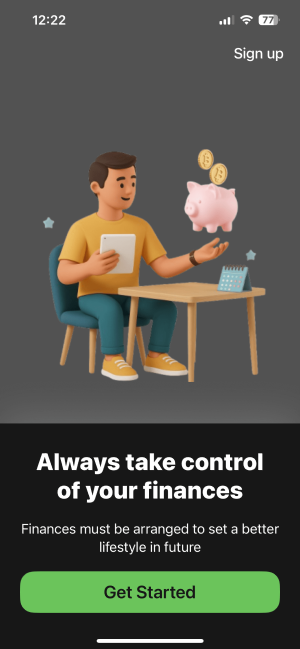 12:22
77
Sign up
Always take control
of your finances
Finances must be arranged to set a better
lifestyle in future
Get Started